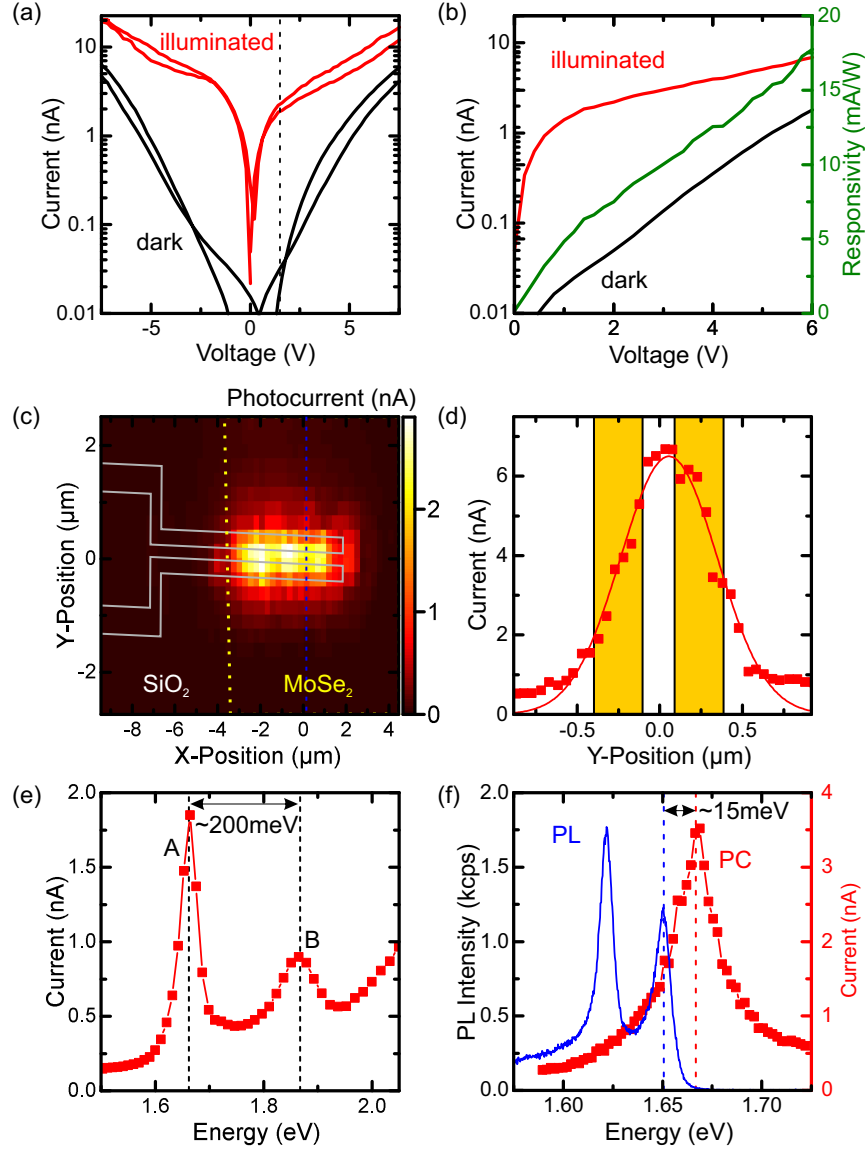 (a)
illuminated
dark
10
1
0.1
0.01
Current (nA)
-5 0 5
Voltage (V)
(b)
illuminated
dark
10
1
0.1
0.01
Current (nA)
20
15
10
5
0
Responsivity (mA/W)
0 2 4 6
Voltage (V)
(c)
Photocurrent (nA)
2
1
0
2
0
-2
Y-Position (µm)
SiO₂
MoSe₂
-8 -6 -4 -2 0 2 4
X-Position (µm)
(d)
6
4
2
0
Current (nA)
-0.5 0.0 0.5
Y-Position (µm)
(e)
2.0
1.5
1.0
0.5
0.0
Current (nA)
A
~200meV
B
1.6 1.8 2.0
Energy (eV)
(f)
2.0
1.5
1.0
0.5
0.0
PL Intensity (kcps)
PL
~15meV
PC
4
3
2
1
0
Current (nA)
1.60 1.65 1.70
Energy (eV)